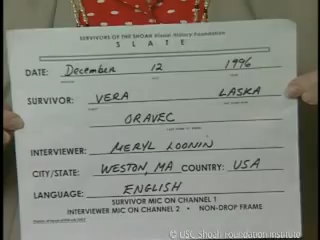 SURVIVORS OF THE SHOAH Visual History Foundation
SLATE
DATE: December 12 1996
SURVIVOR: VERA LASKA
ORAVEC
INTERVIEWER: MERYL LOONIN
CITY/STATE: WESTON, MA COUNTRY: USA
LANGUAGE: ENGLISH
SURVIVOR MIC ON CHANNEL 1
INTERVIEWER MIC ON CHANNEL 2 • NON-DROP FRAME
© USC Shoah Foundation Institute